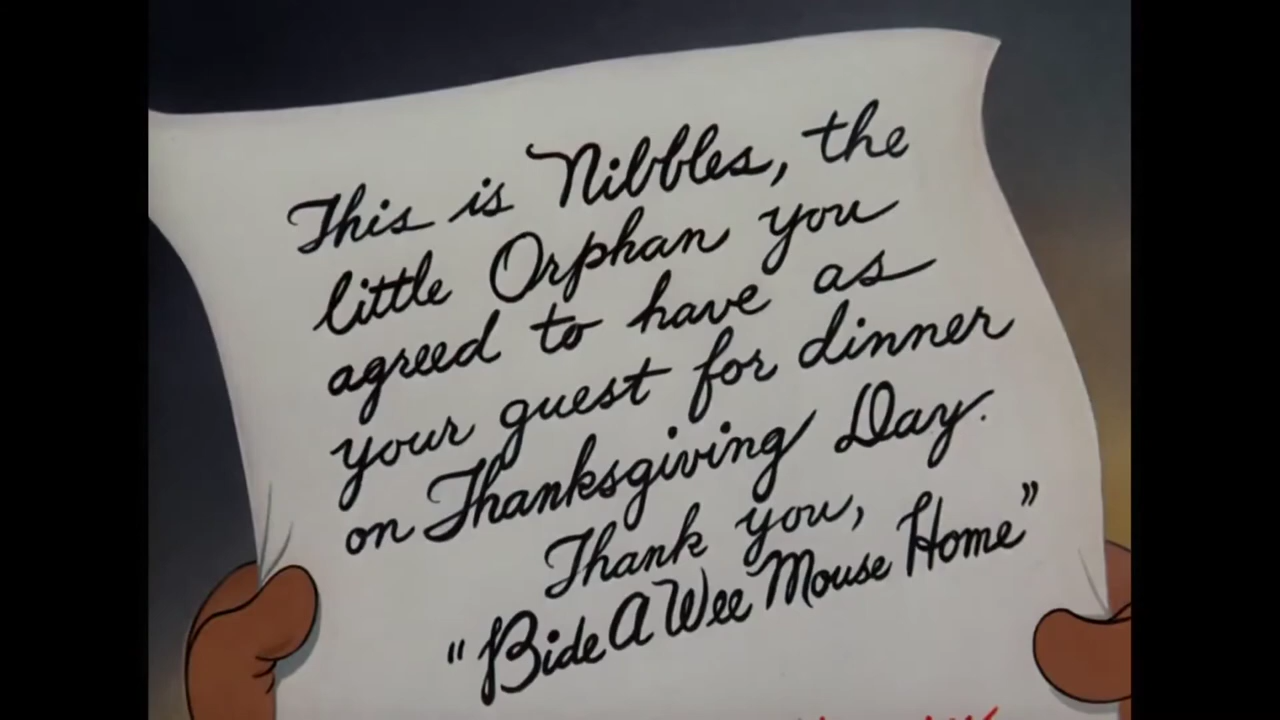 This is Nibbles, the
little Orphan you
agreed to have as
your guest for dinner
on Thanksgiving Day.
Thank you,
"Bide A Wee Mouse Home"